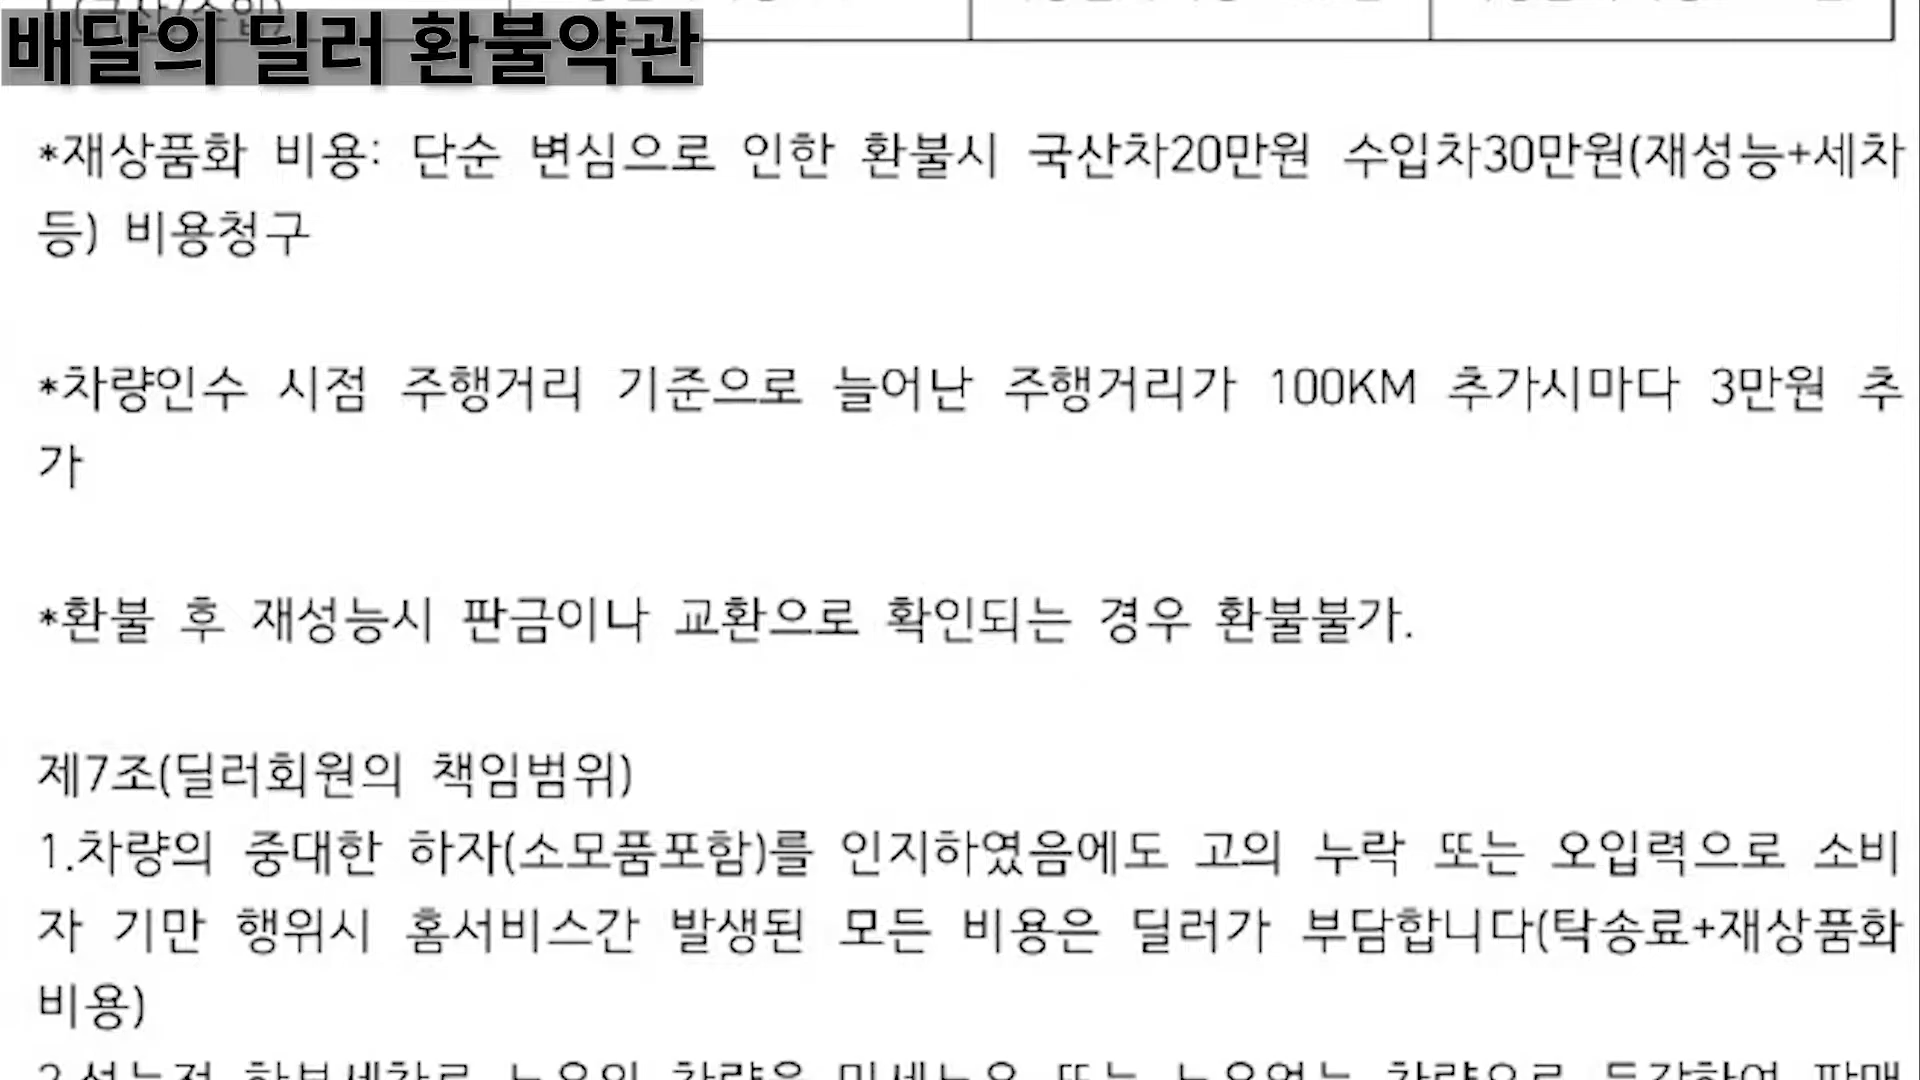 배달의 딜러 환불약관
*재상품화 비용: 단순 변심으로 인한 환불시 국산차20만원 수입차30만원(재성능+세차
등) 비용청구
*차량인수 시점 주행거리 기준으로 늘어난 주행거리가 100KM 추가시마다 3만원 추
가
*환불 후 재성능시 판금이나 교환으로 확인되는 경우 환불불가.
제7조(딜러회원의 책임범위)
1.차량의 중대한 하자(소모품포함)를 인지하였음에도 고의 누락 또는 오입력으로 소비
자 기만 행위시 홈서비스간 발생된 모든 비용은 딜러가 부담합니다(탁송료+재상품화
비용)